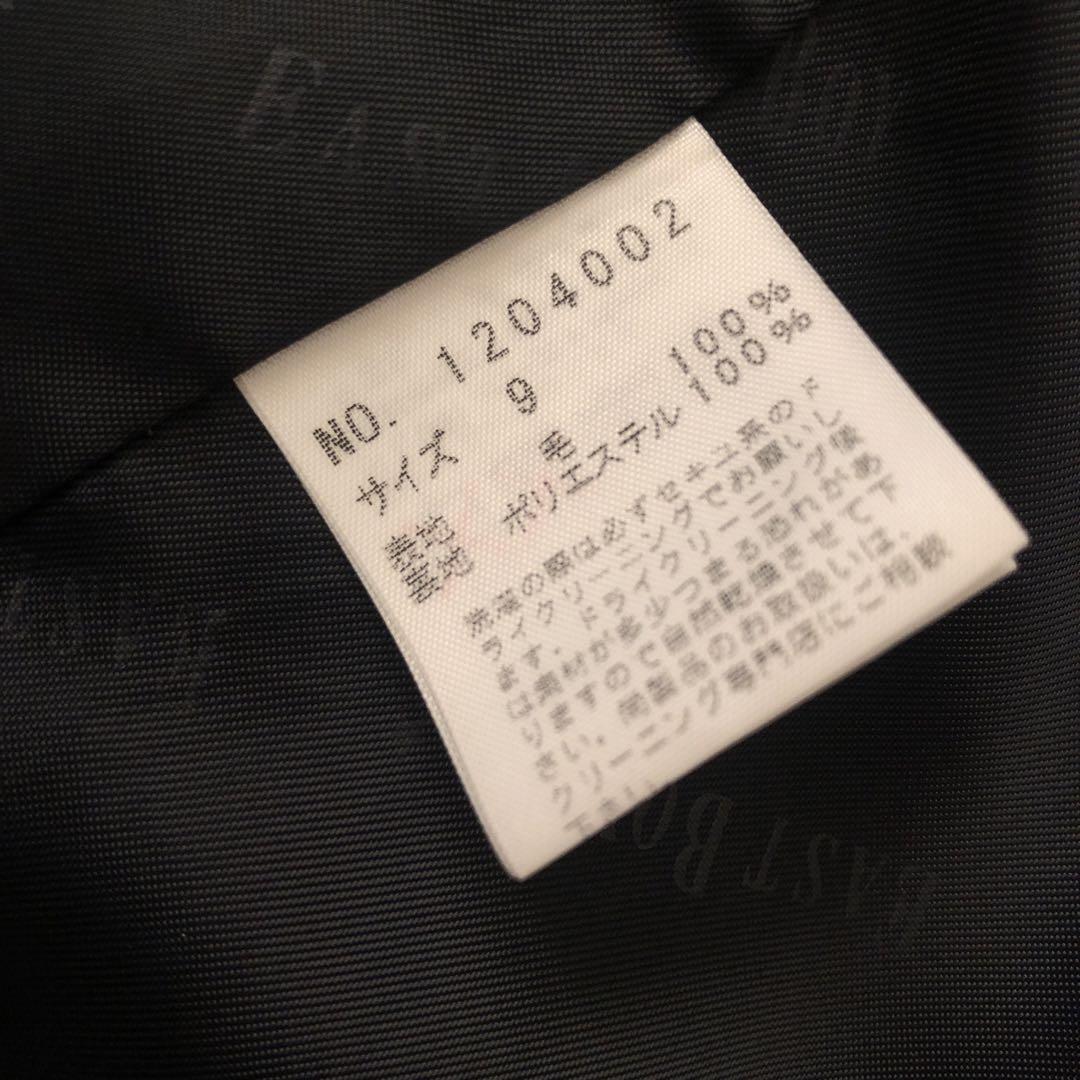 NO. 1204002
サイズ 9
表地 毛 100%
裏地 ポリエステル 100%
洗濯の際は必ずセキユ系のド
ライクリーニングでお願いし
ます。ドライクリーニング後
は素材が多少つまる恐れがあ
りますので自然乾燥させて下
さい。同製品のお取扱いは、
クリーニング専門店にご相談
下さい
EAST BOY